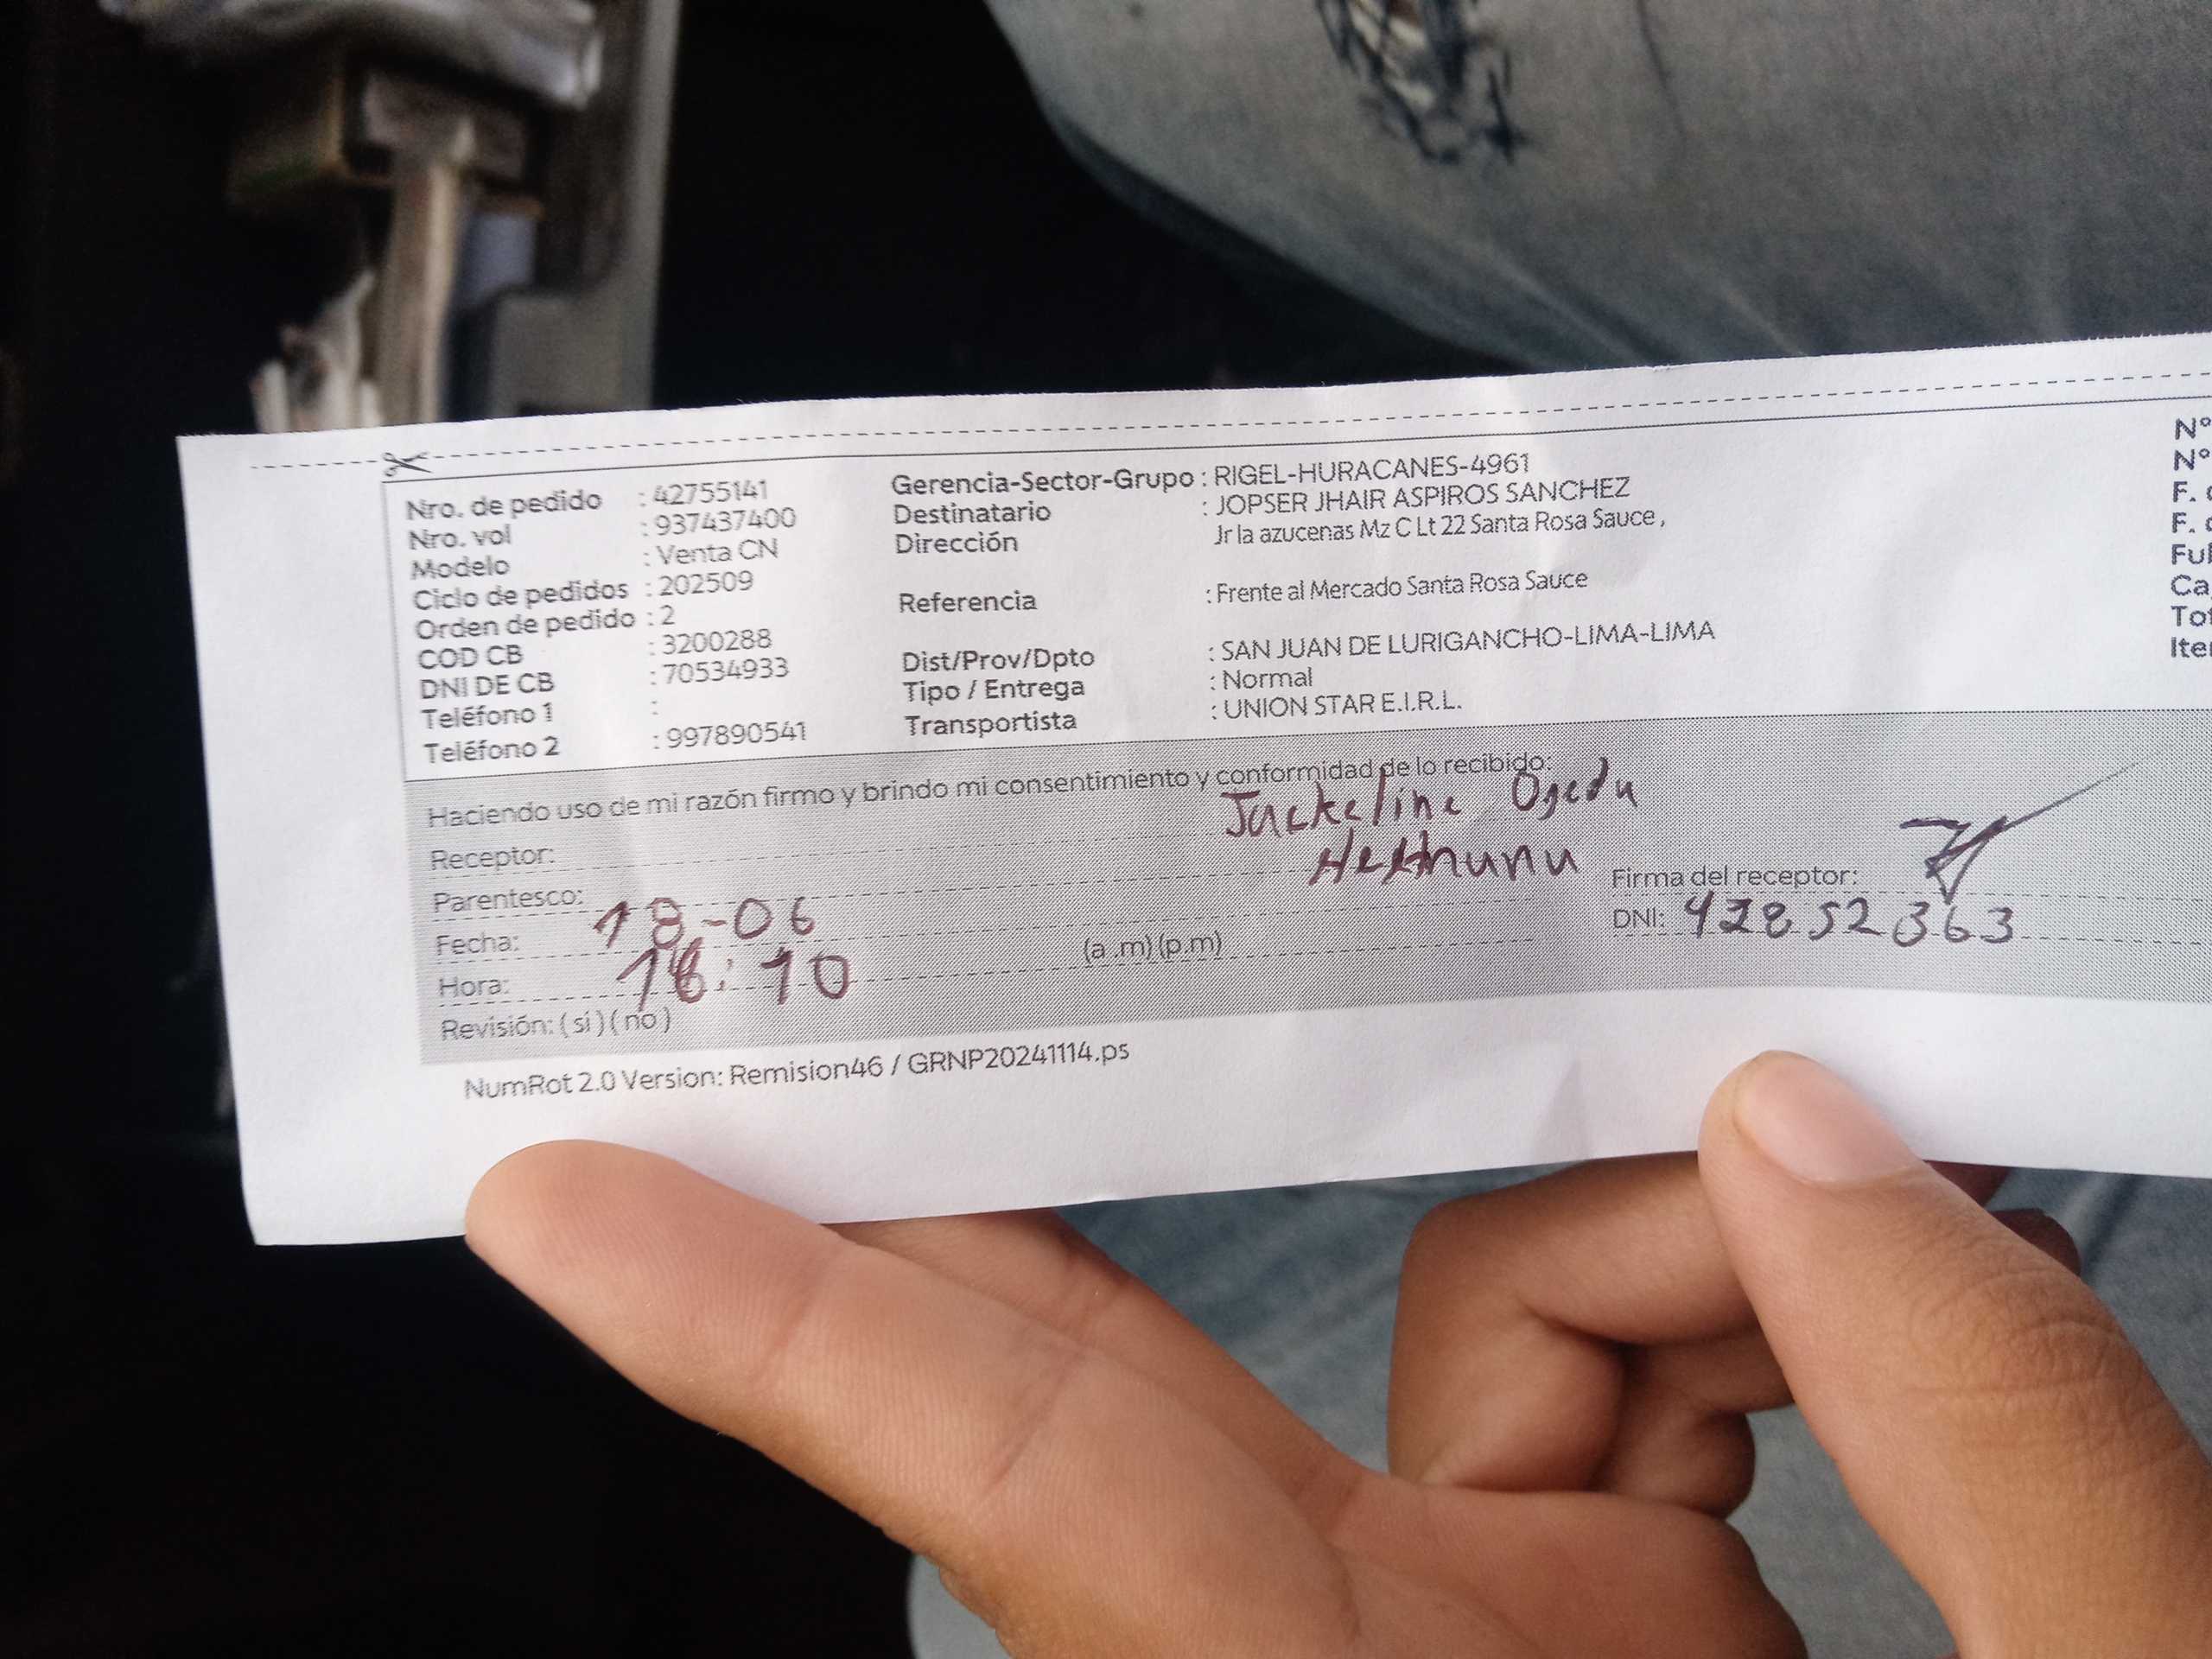 Nro. de pedido : 42755141
Nro. vol : 937437400
Modelo : Venta CN
Ciclo de pedidos : 202509
Orden de pedido : 2
COD CB : 3200288
DNI DE CB : 70534933
Teléfono 1 :
Teléfono 2 : 997890541
Gerencia-Sector-Grupo : RIGEL-HURACANES-4961
Destinatario : JOPSER JHAIR ASPIROS SANCHEZ
Dirección Jr la azucenas Mz C Lt 22 Santa Rosa Sauce ,
Referencia : Frente al Mercado Santa Rosa Sauce
Dist/Prov/Dpto : SAN JUAN DE LURIGANCHO-LIMA-LIMA
Tipo / Entrega : Normal
Transportista : UNION STAR E.I.R.L.
N°
N°
F.
F.
Haciendo uso de mi razón firmo y brindo mi consentimiento y conformidad de lo recibido:
Receptor: Jackeline Ojeda
Parentesco: Hermana
Fecha: 18-06
Hora: 16:10 (a .m) (p.m)
Revisión: ( si ) ( no )
Firma del receptor:
DNI: 42852363
NumRot 2.0 Version: Remision46 / GRNP20241114.ps